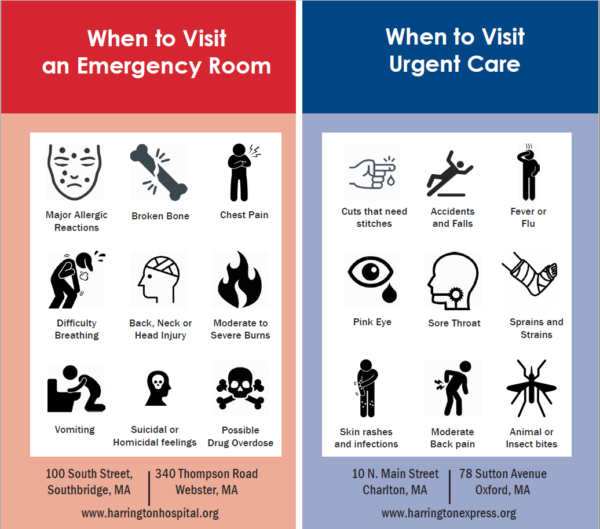 When to Visit
an Emergency Room
Major Allergic
Reactions
Broken Bone
Chest Pain
Difficulty
Breathing
Back, Neck or
Head Injury
Moderate to
Severe Burns
Vomiting
Suicidal or
Homicidal feelings
Possible
Drug Overdose
100 South Street,
Southbridge, MA
340 Thompson Road
Webster, MA
www.harringtonhospital.org
When to Visit
Urgent Care
Cuts that need
stitches
Accidents
and Falls
Fever or
Flu
Pink Eye
Sore Throat
Sprains and
Strains
Skin rashes
and infections
Moderate
Back pain
Animal or
Insect bites
10 N. Main Street
Charlton, MA
78 Sutton Avenue
Oxford, MA
www.harringtonexpress.org